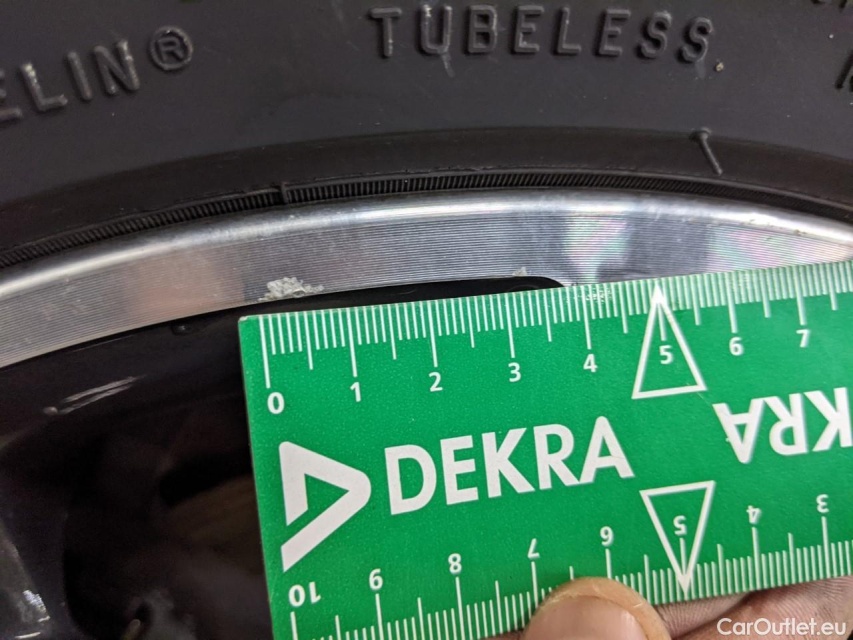 ELIN®
TUBELESS
0 1 2 3 4 5 6 7
DEKRA
KRA
10 9 8 7 6 5 4 3
CarOutlet.eu